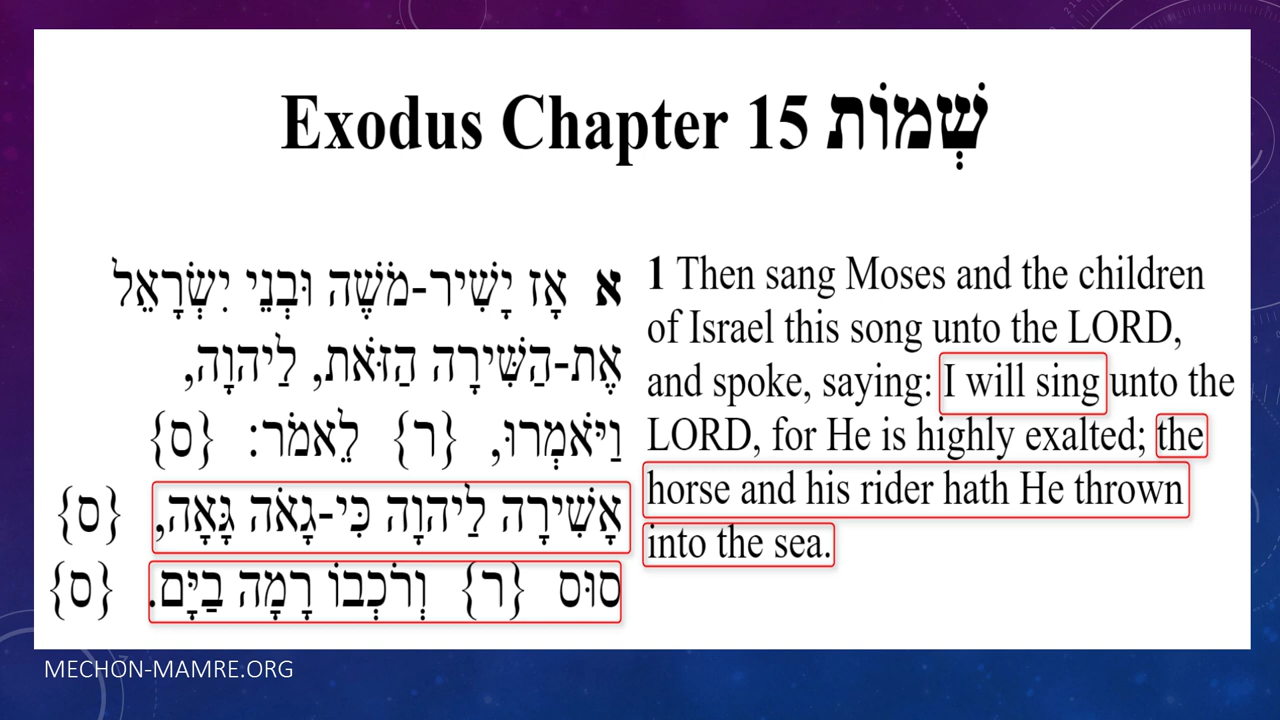 Exodus Chapter 15 שְׁמוֹת
א אָז יָשִׁיר-מֹשֶׁה וּבְנֵי יִשְׂרָאֵל
אֶת-הַשִּׁירָה הַזֹּאת, לַיהוָה,
וַיֹּאמְרוּ, {ר} לֵאמֹר: {ס}
אָשִׁירָה לַיהוָה כִּי-גָאֹה גָּאָה, {ס}
סוּס {ר} וְרֹכְבוֹ רָמָה בַיָּם. {ס}
1 Then sang Moses and the children
of Israel this song unto the LORD,
and spoke, saying: I will sing unto the
LORD, for He is highly exalted; the
horse and his rider hath He thrown
into the sea.
MECHON-MAMRE.ORG